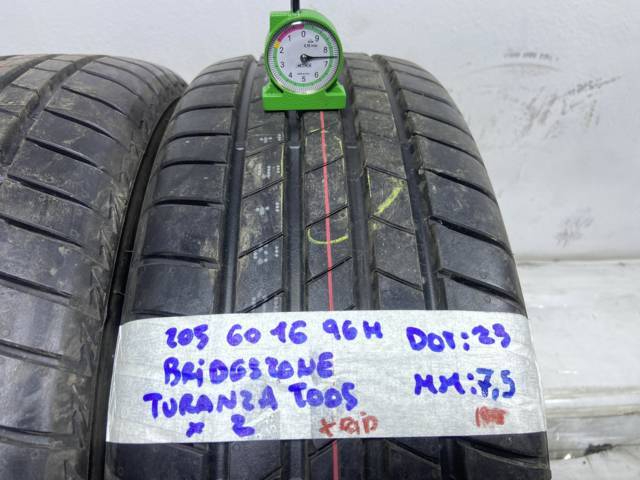 205 60 16 96H DOT: 23
BRIDGESTONE
TURANZA T005 MM: 7,5
x 2